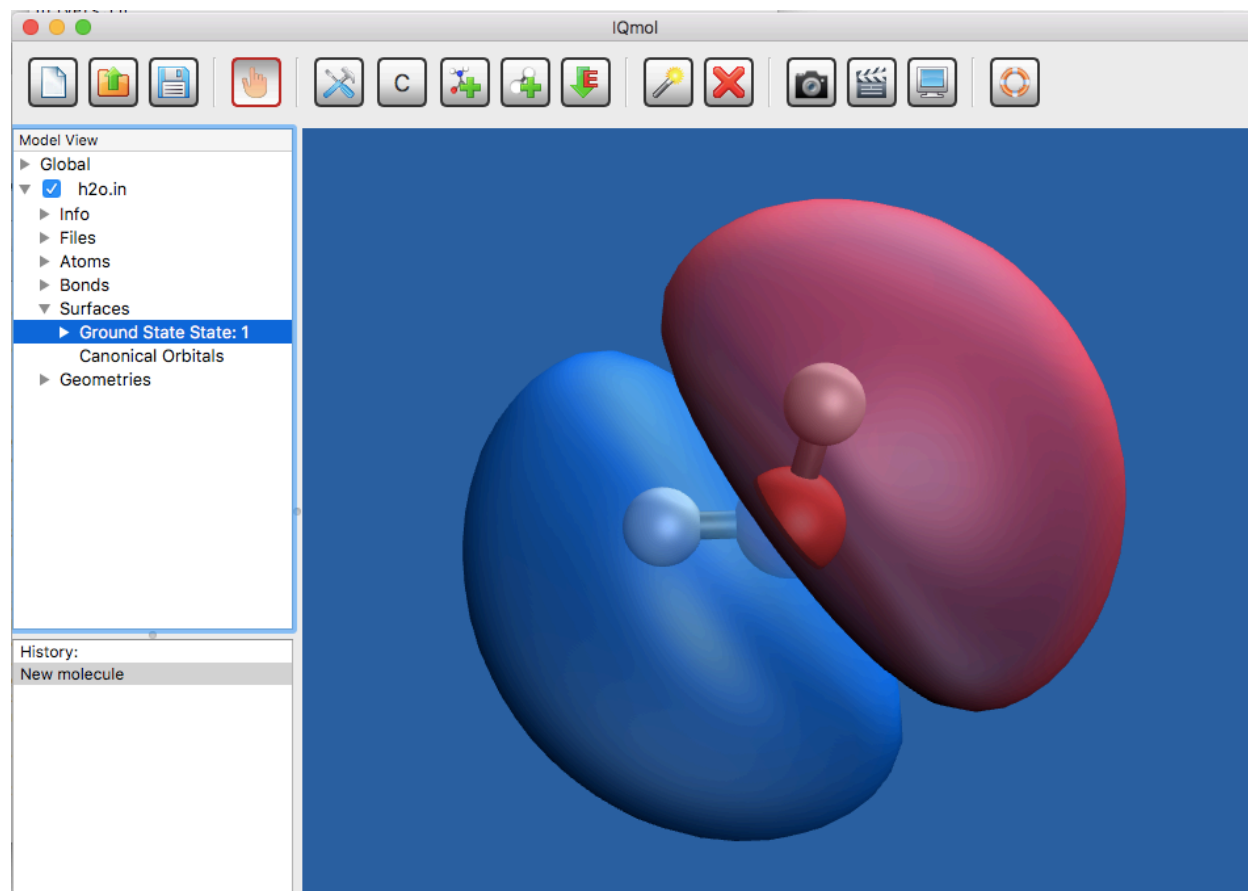 IQmol
C
E
Model View
Global
h2o.in
Info
Files
Atoms
Bonds
Surfaces
Ground State State: 1
Canonical Orbitals
Geometries
History:
New molecule